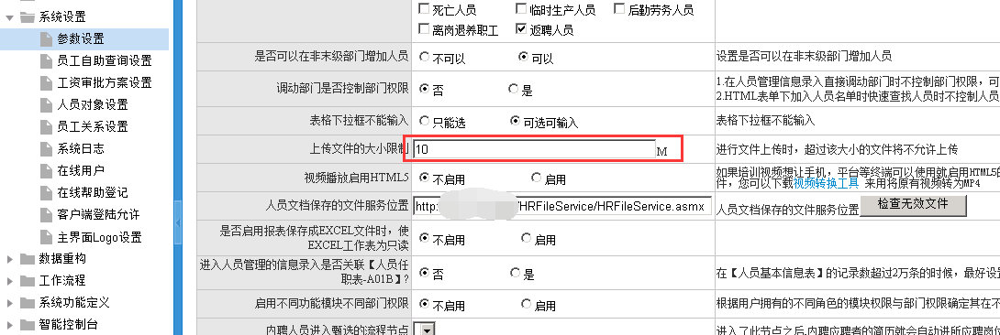 系统设置
参数设置
员工自助查询设置
工资审批方案设置
人员对象设置
员工关系设置
系统日志
在线用户
在线帮助登记
客户端登陆允许
主界面Logo设置
数据重构
工作流程
系统功能定义
智能控制台
死亡人员 临时生产人员 后勤劳务人员
离岗退养职工 返聘人员
是否可以在非末级部门增加人员 不可以 可以 设置是否可以在非末级部门增加人员
调动部门是否控制部门权限 否 是 1.在人员管理信息录入直接调动部门时不控制部门权限，可
2.HTML表单下加入人员名单时快速查找人员时不控制人员
表格下拉框不能输入 只能选 可选可输入 表格下拉框不能输入
上传文件的大小限制 10 M 进行文件上传时，超过该大小的文件将不允许上传
视频播放启用HTML5 不启用 启用 如果培训视频想让手机，平台等终端可以使用就启用HTML5的
件，您可以下载视频转换工具 来用将原有视频转为MP4
人员文档保存的文件服务位置 http: /HRFileService/HRFileService.asmx 人员文档保存的文件服务位置 检查无效文件
是否启用报表保存成EXCEL文件时，使
EXCEL工作表为只读 不启用 启用
进入人员管理的信息录入是否关联【人员任
职表-A01B】? 否 是 在【人员基本信息表】的记录数超过2万条的时候，最好设
启用不同功能模块不同部门权限 不启用 启用 根据用户拥有的不同角色的模块权限与部门权限确定其在不
内聘人员进入甄选的流程节点 进入了此节点之后,内聘应聘者的简历就会自动进所应聘岗位